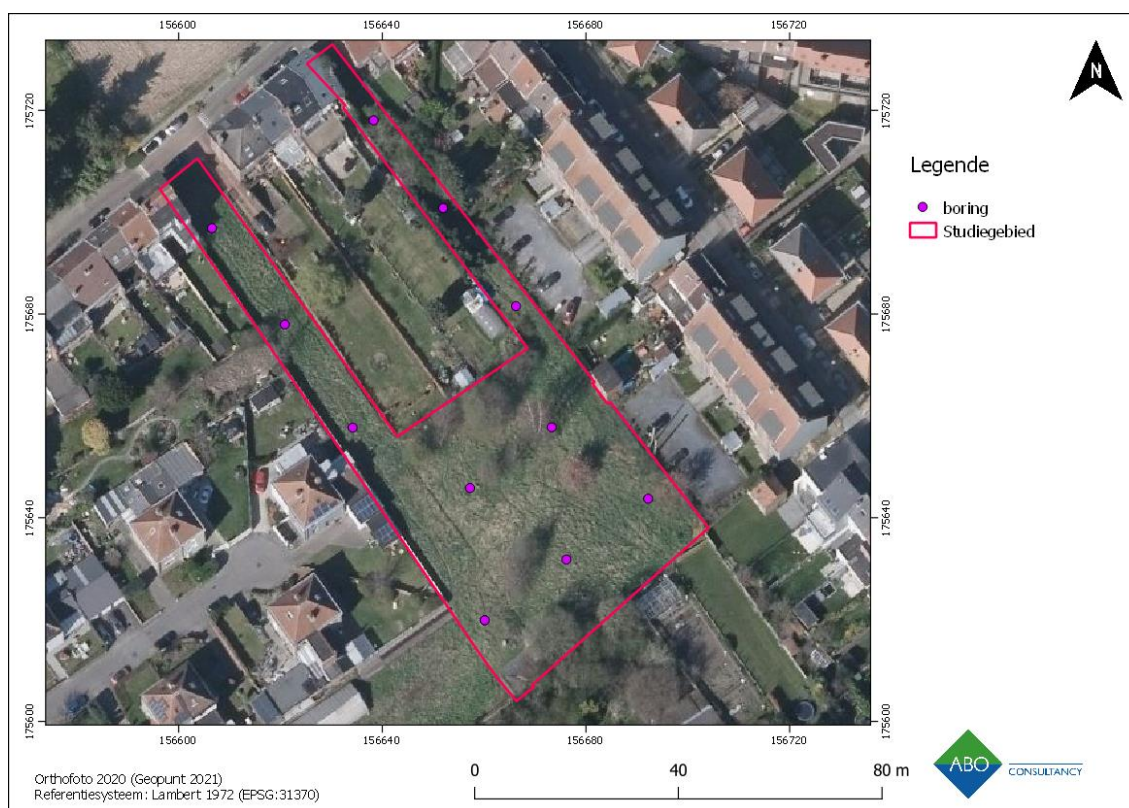 156600 156640 156680 156720
N
175720
175720
Legende
boring
Studiegebied
175680
175680
175640
175640
175600
175600
156600 156640 156680 156720
Orthofoto 2020 (Geopunt 2021)
Referentiesysteem: Lambert 1972 (EPSG:31370)
0 40 80 m
ABO CONSULTANCY